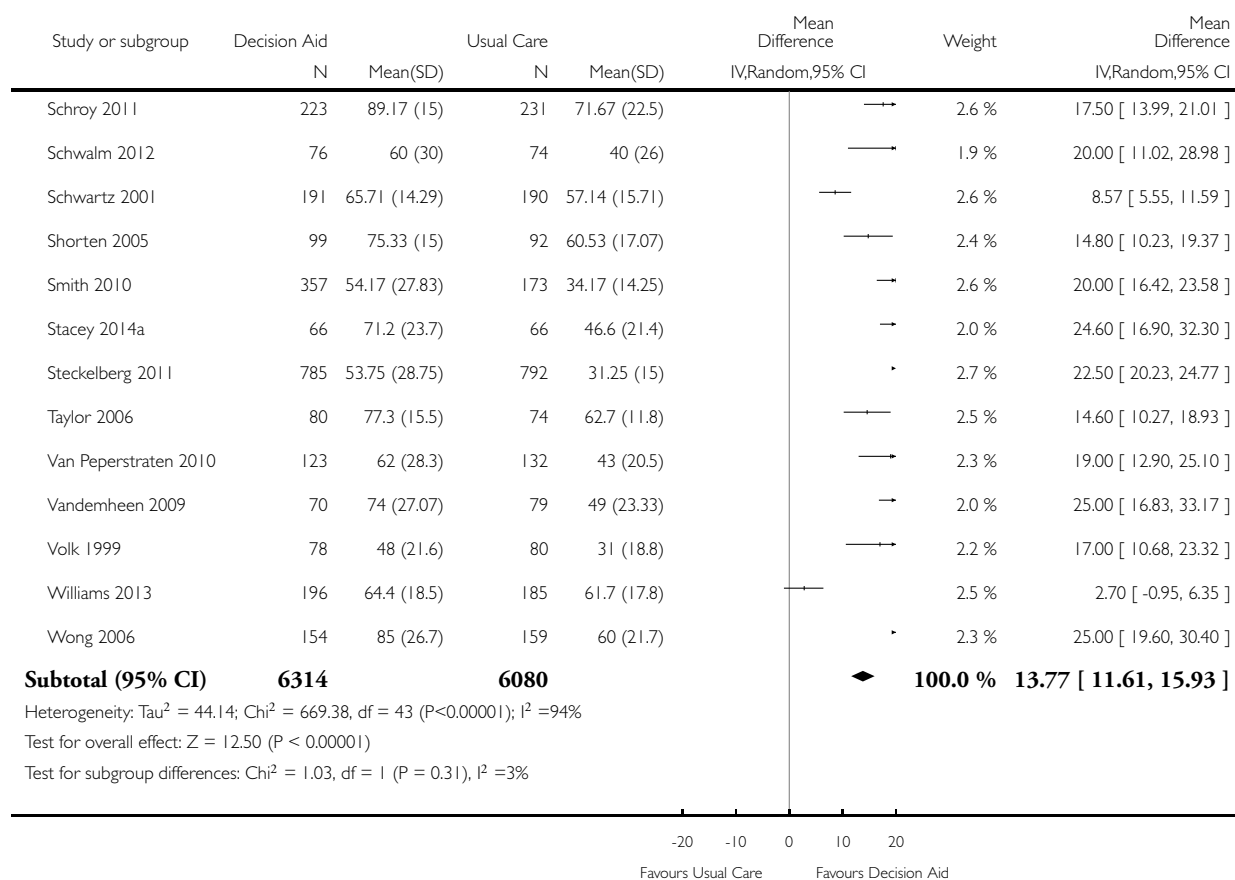 Study or subgroup Decision Aid Usual Care Mean Difference Weight Mean Difference
N Mean(SD) N Mean(SD) IV,Random,95% CI IV,Random,95% CI
Schroy 2011 223 89.17 (15) 231 71.67 (22.5) 2.6 % 17.50 [ 13.99, 21.01 ]
Schwalm 2012 76 60 (30) 74 40 (26) 1.9 % 20.00 [ 11.02, 28.98 ]
Schwartz 2001 191 65.71 (14.29) 190 57.14 (15.71) 2.6 % 8.57 [ 5.55, 11.59 ]
Shorten 2005 99 75.33 (15) 92 60.53 (17.07) 2.4 % 14.80 [ 10.23, 19.37 ]
Smith 2010 357 54.17 (27.83) 173 34.17 (14.25) 2.6 % 20.00 [ 16.42, 23.58 ]
Stacey 2014a 66 71.2 (23.7) 66 46.6 (21.4) 2.0 % 24.60 [ 16.90, 32.30 ]
Steckelberg 2011 785 53.75 (28.75) 792 31.25 (15) 2.7 % 22.50 [ 20.23, 24.77 ]
Taylor 2006 80 77.3 (15.5) 74 62.7 (11.8) 2.5 % 14.60 [ 10.27, 18.93 ]
Van Peperstraten 2010 123 62 (28.3) 132 43 (20.5) 2.3 % 19.00 [ 12.90, 25.10 ]
Vandemheen 2009 70 74 (27.07) 79 49 (23.33) 2.0 % 25.00 [ 16.83, 33.17 ]
Volk 1999 78 48 (21.6) 80 31 (18.8) 2.2 % 17.00 [ 10.68, 23.32 ]
Williams 2013 196 64.4 (18.5) 185 61.7 (17.8) 2.5 % 2.70 [ -0.95, 6.35 ]
Wong 2006 154 85 (26.7) 159 60 (21.7) 2.3 % 25.00 [ 19.60, 30.40 ]
Subtotal (95% CI) 6314 6080 100.0 % 13.77 [ 11.61, 15.93 ]
Heterogeneity: Tau² = 44.14; Chi² = 669.38, df = 43 (P<0.00001); I² =94%
Test for overall effect: Z = 12.50 (P < 0.00001)
Test for subgroup differences: Chi² = 1.03, df = 1 (P = 0.31), I² =3%
-20 -10 0 10 20
Favours Usual Care Favours Decision Aid